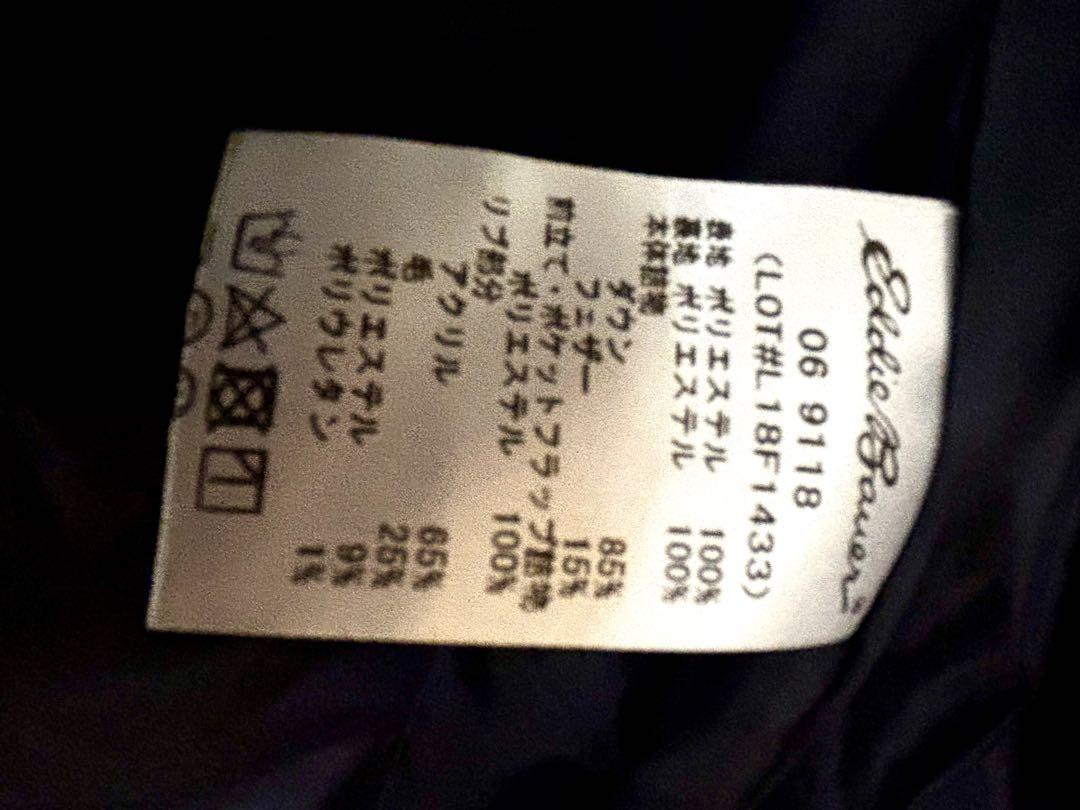 Eddie Bauer
06 9118
(LOT#L18F1433)
表地 ポリエステル 100%
裏地 ポリエステル 100%
本体詰物
ダウン 85%
フェザー 15%
前立て・ポケットフラップ詰物
ポリエステル 100%
リブ部分
アクリル 65%
毛 25%
ポリエステル 9%
ポリウレタン 1%